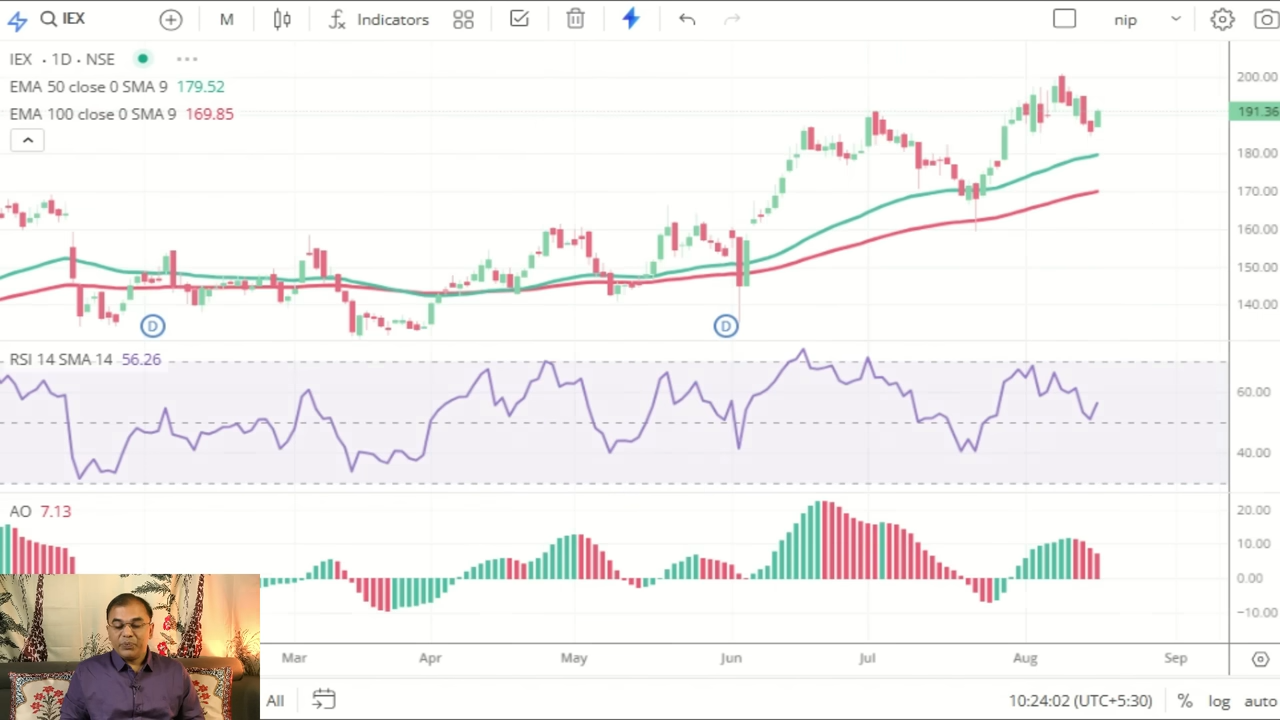 IEX M Indicators nip
IEX · 1D · NSE
EMA 50 close 0 SMA 9 179.52
EMA 100 close 0 SMA 9 169.85
200.00
191.36
180.00
170.00
160.00
150.00
140.00
D D
RSI 14 SMA 14 56.26
60.00
40.00
AO 7.13
20.00
10.00
0.00
−10.00
Mar Apr May Jun Jul Aug Sep
All 10:24:02 (UTC+5:30) % log auto